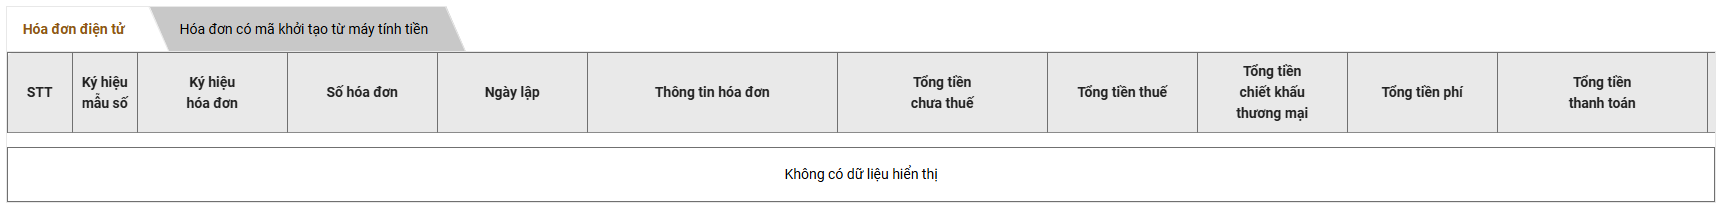 Hóa đơn điện tử
Hóa đơn có mã khởi tạo từ máy tính tiền
STT
Ký hiệu
mẫu số
Ký hiệu
hóa đơn
Số hóa đơn
Ngày lập
Thông tin hóa đơn
Tổng tiền
chưa thuế
Tổng tiền thuế
Tổng tiền
chiết khấu
thương mại
Tổng tiền phí
Tổng tiền
thanh toán
Không có dữ liệu hiển thị